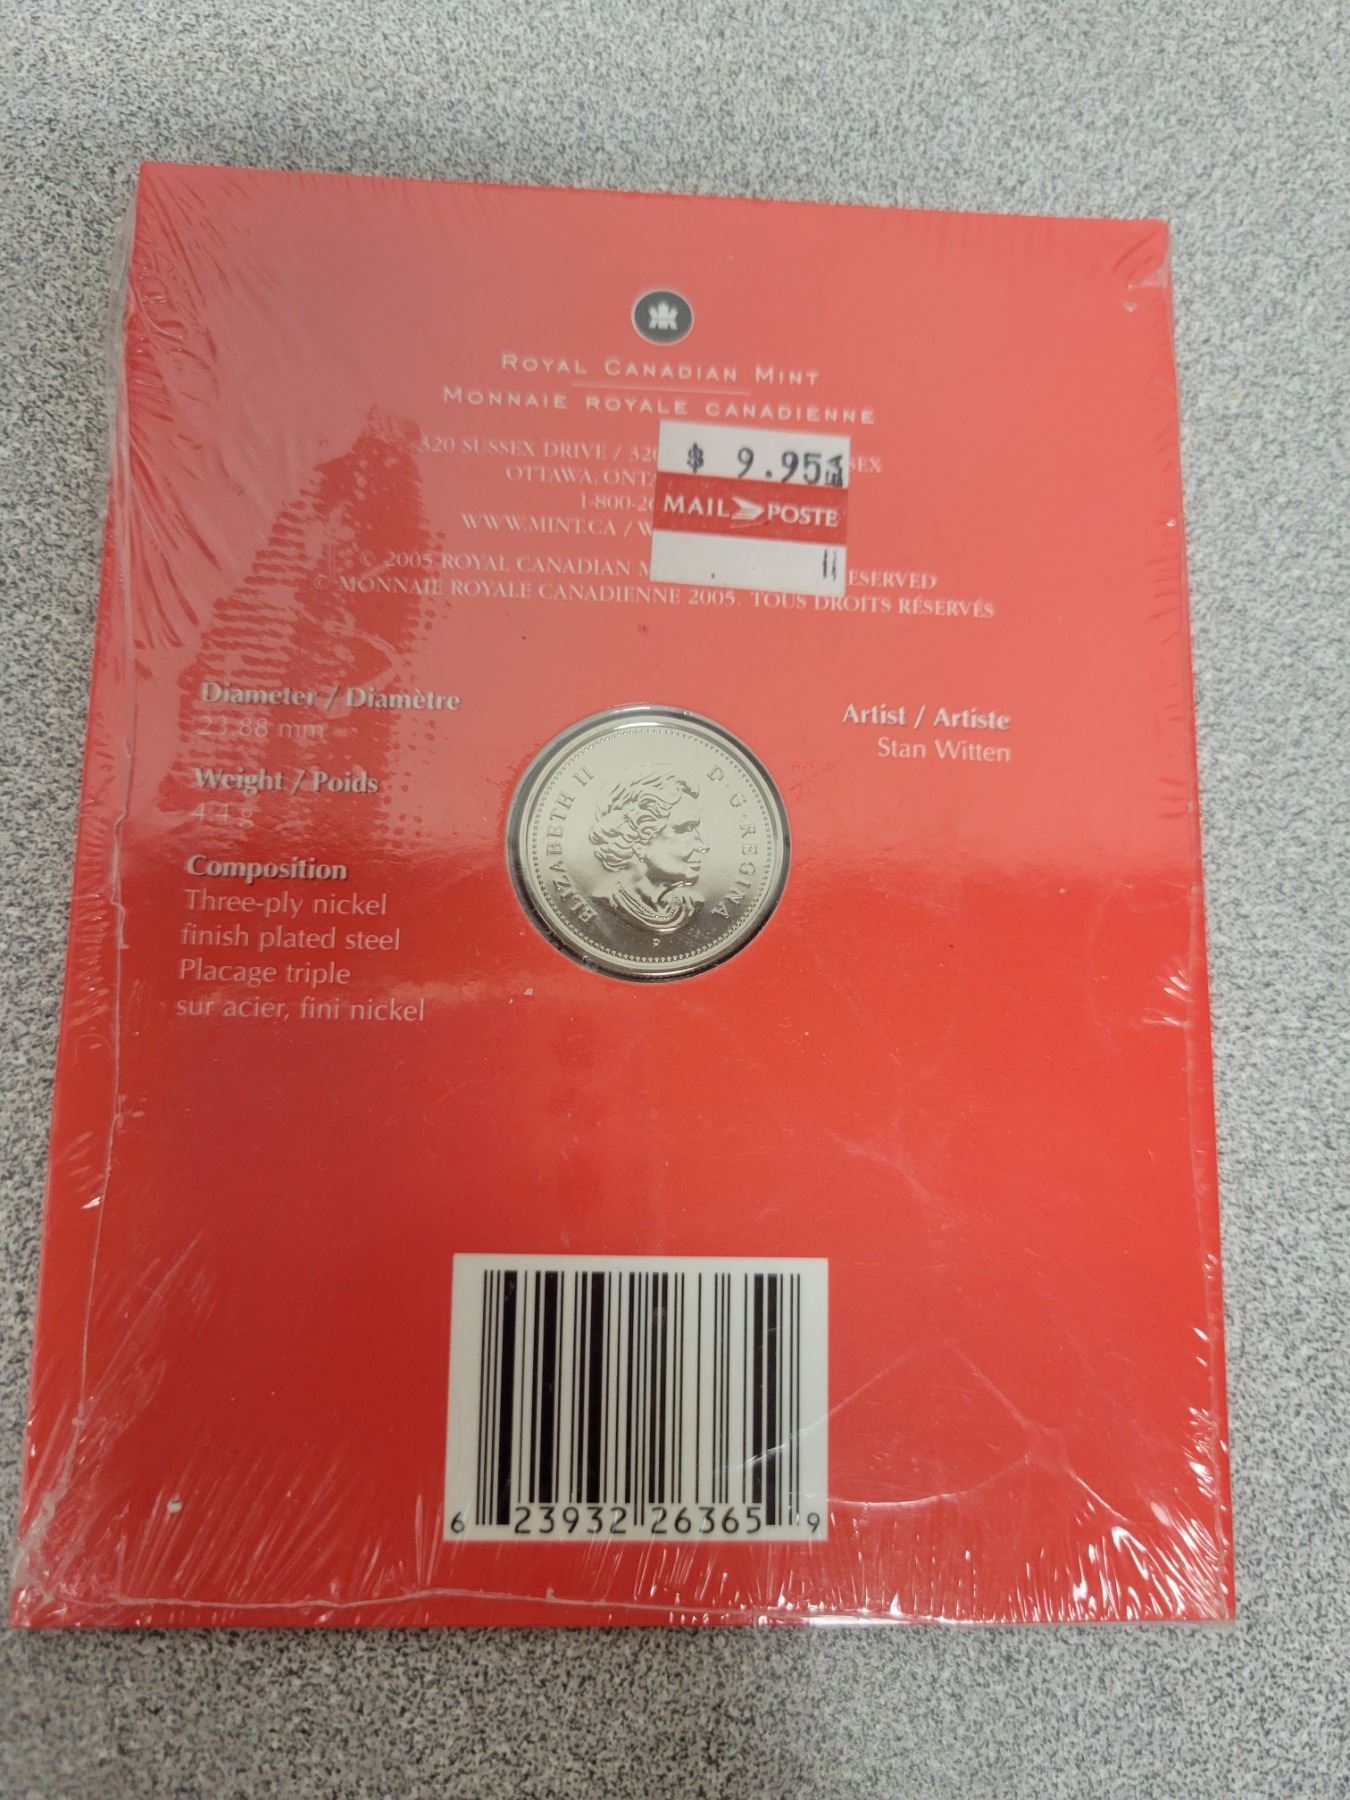 ROYAL CANADIAN MINT
MONNAIE ROYALE CANADIENNE
320 SUSSEX DRIVE / 320 SEX
OTTAWA, ONTA
1-800-26
WWW.MINT.CA / W
$ 9.95
MAIL POSTE
© 2005 ROYAL CANADIAN M ESERVED
© MONNAIE ROYALE CANADIENNE 2005. TOUS DROITS RÉSERVÉS
Diameter / Diamètre
23.88 mm
Weight / Poids
4.4 g
Composition
Three-ply nickel
finish plated steel
Placage triple
sur acier, fini nickel
ELIZABETH II D·G·REGINA
P
Artist / Artiste
Stan Witten
6 23932 26365 9